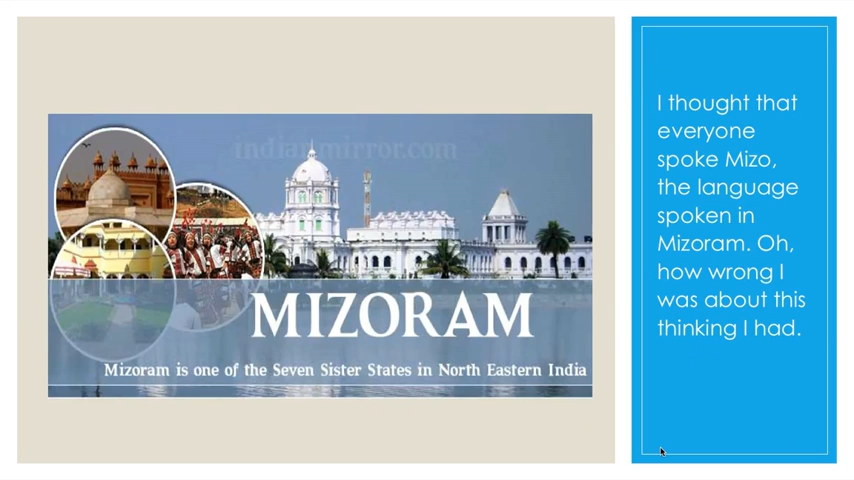 indianmirror.com
MIZORAM
Mizoram is one of the Seven Sister States in North Eastern India
I thought that
everyone
spoke Mizo,
the language
spoken in
Mizoram. Oh,
how wrong I
was about this
thinking I had.